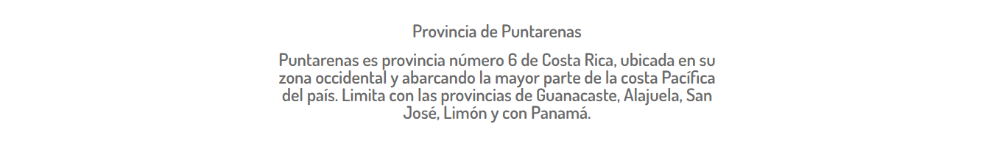 Provincia de Puntarenas
Puntarenas es provincia número 6 de Costa Rica, ubicada en su
zona occidental y abarcando la mayor parte de la costa Pacífica
del país. Limita con las provincias de Guanacaste, Alajuela, San
José, Limón y con Panamá.